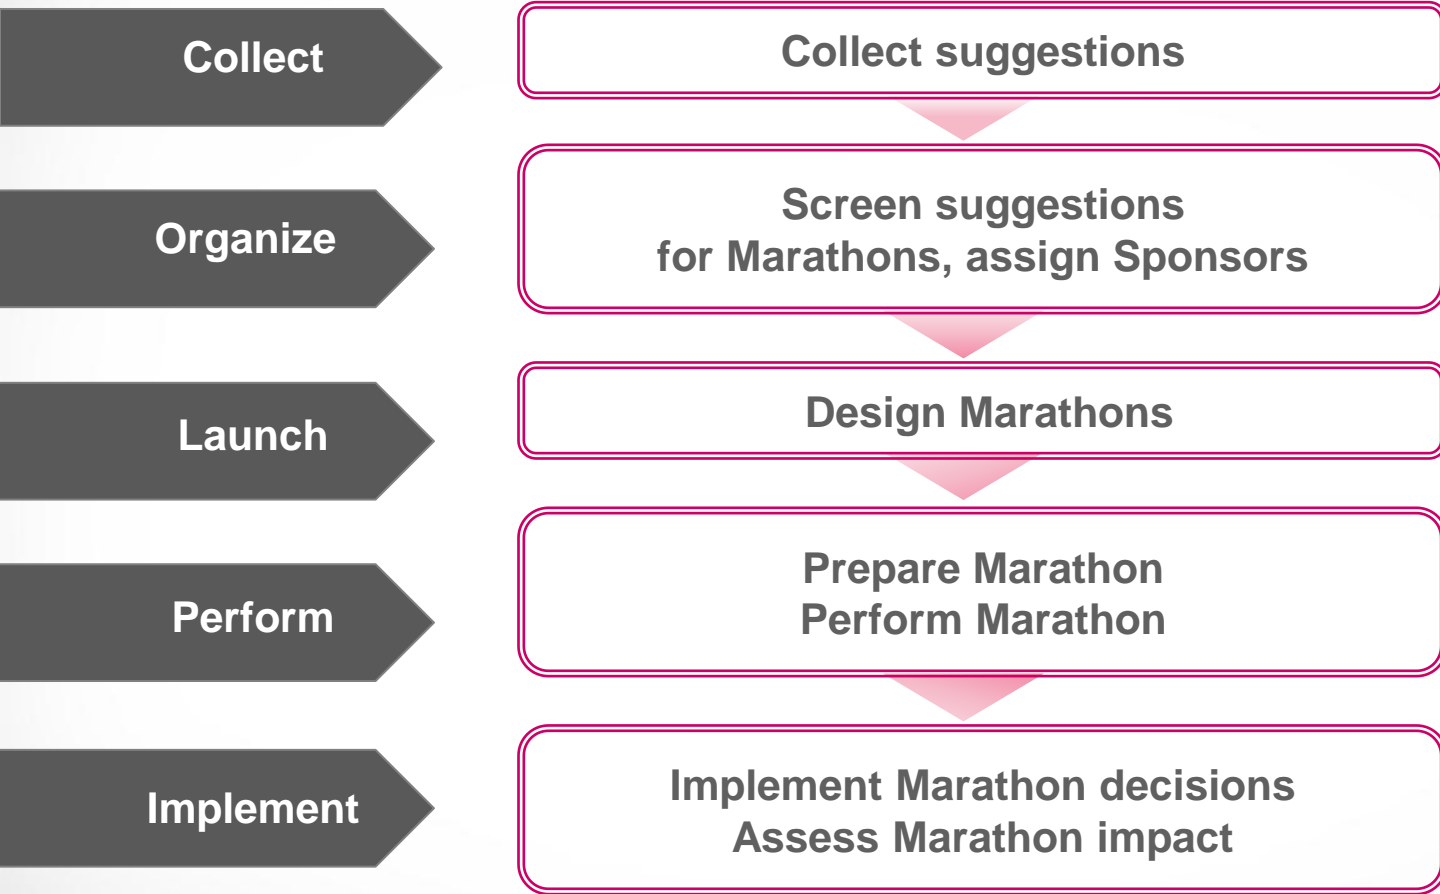 Collect
Collect suggestions
Organize
Screen suggestions
for Marathons, assign Sponsors
Launch
Design Marathons
Perform
Prepare Marathon
Perform Marathon
Implement
Implement Marathon decisions
Assess Marathon impact